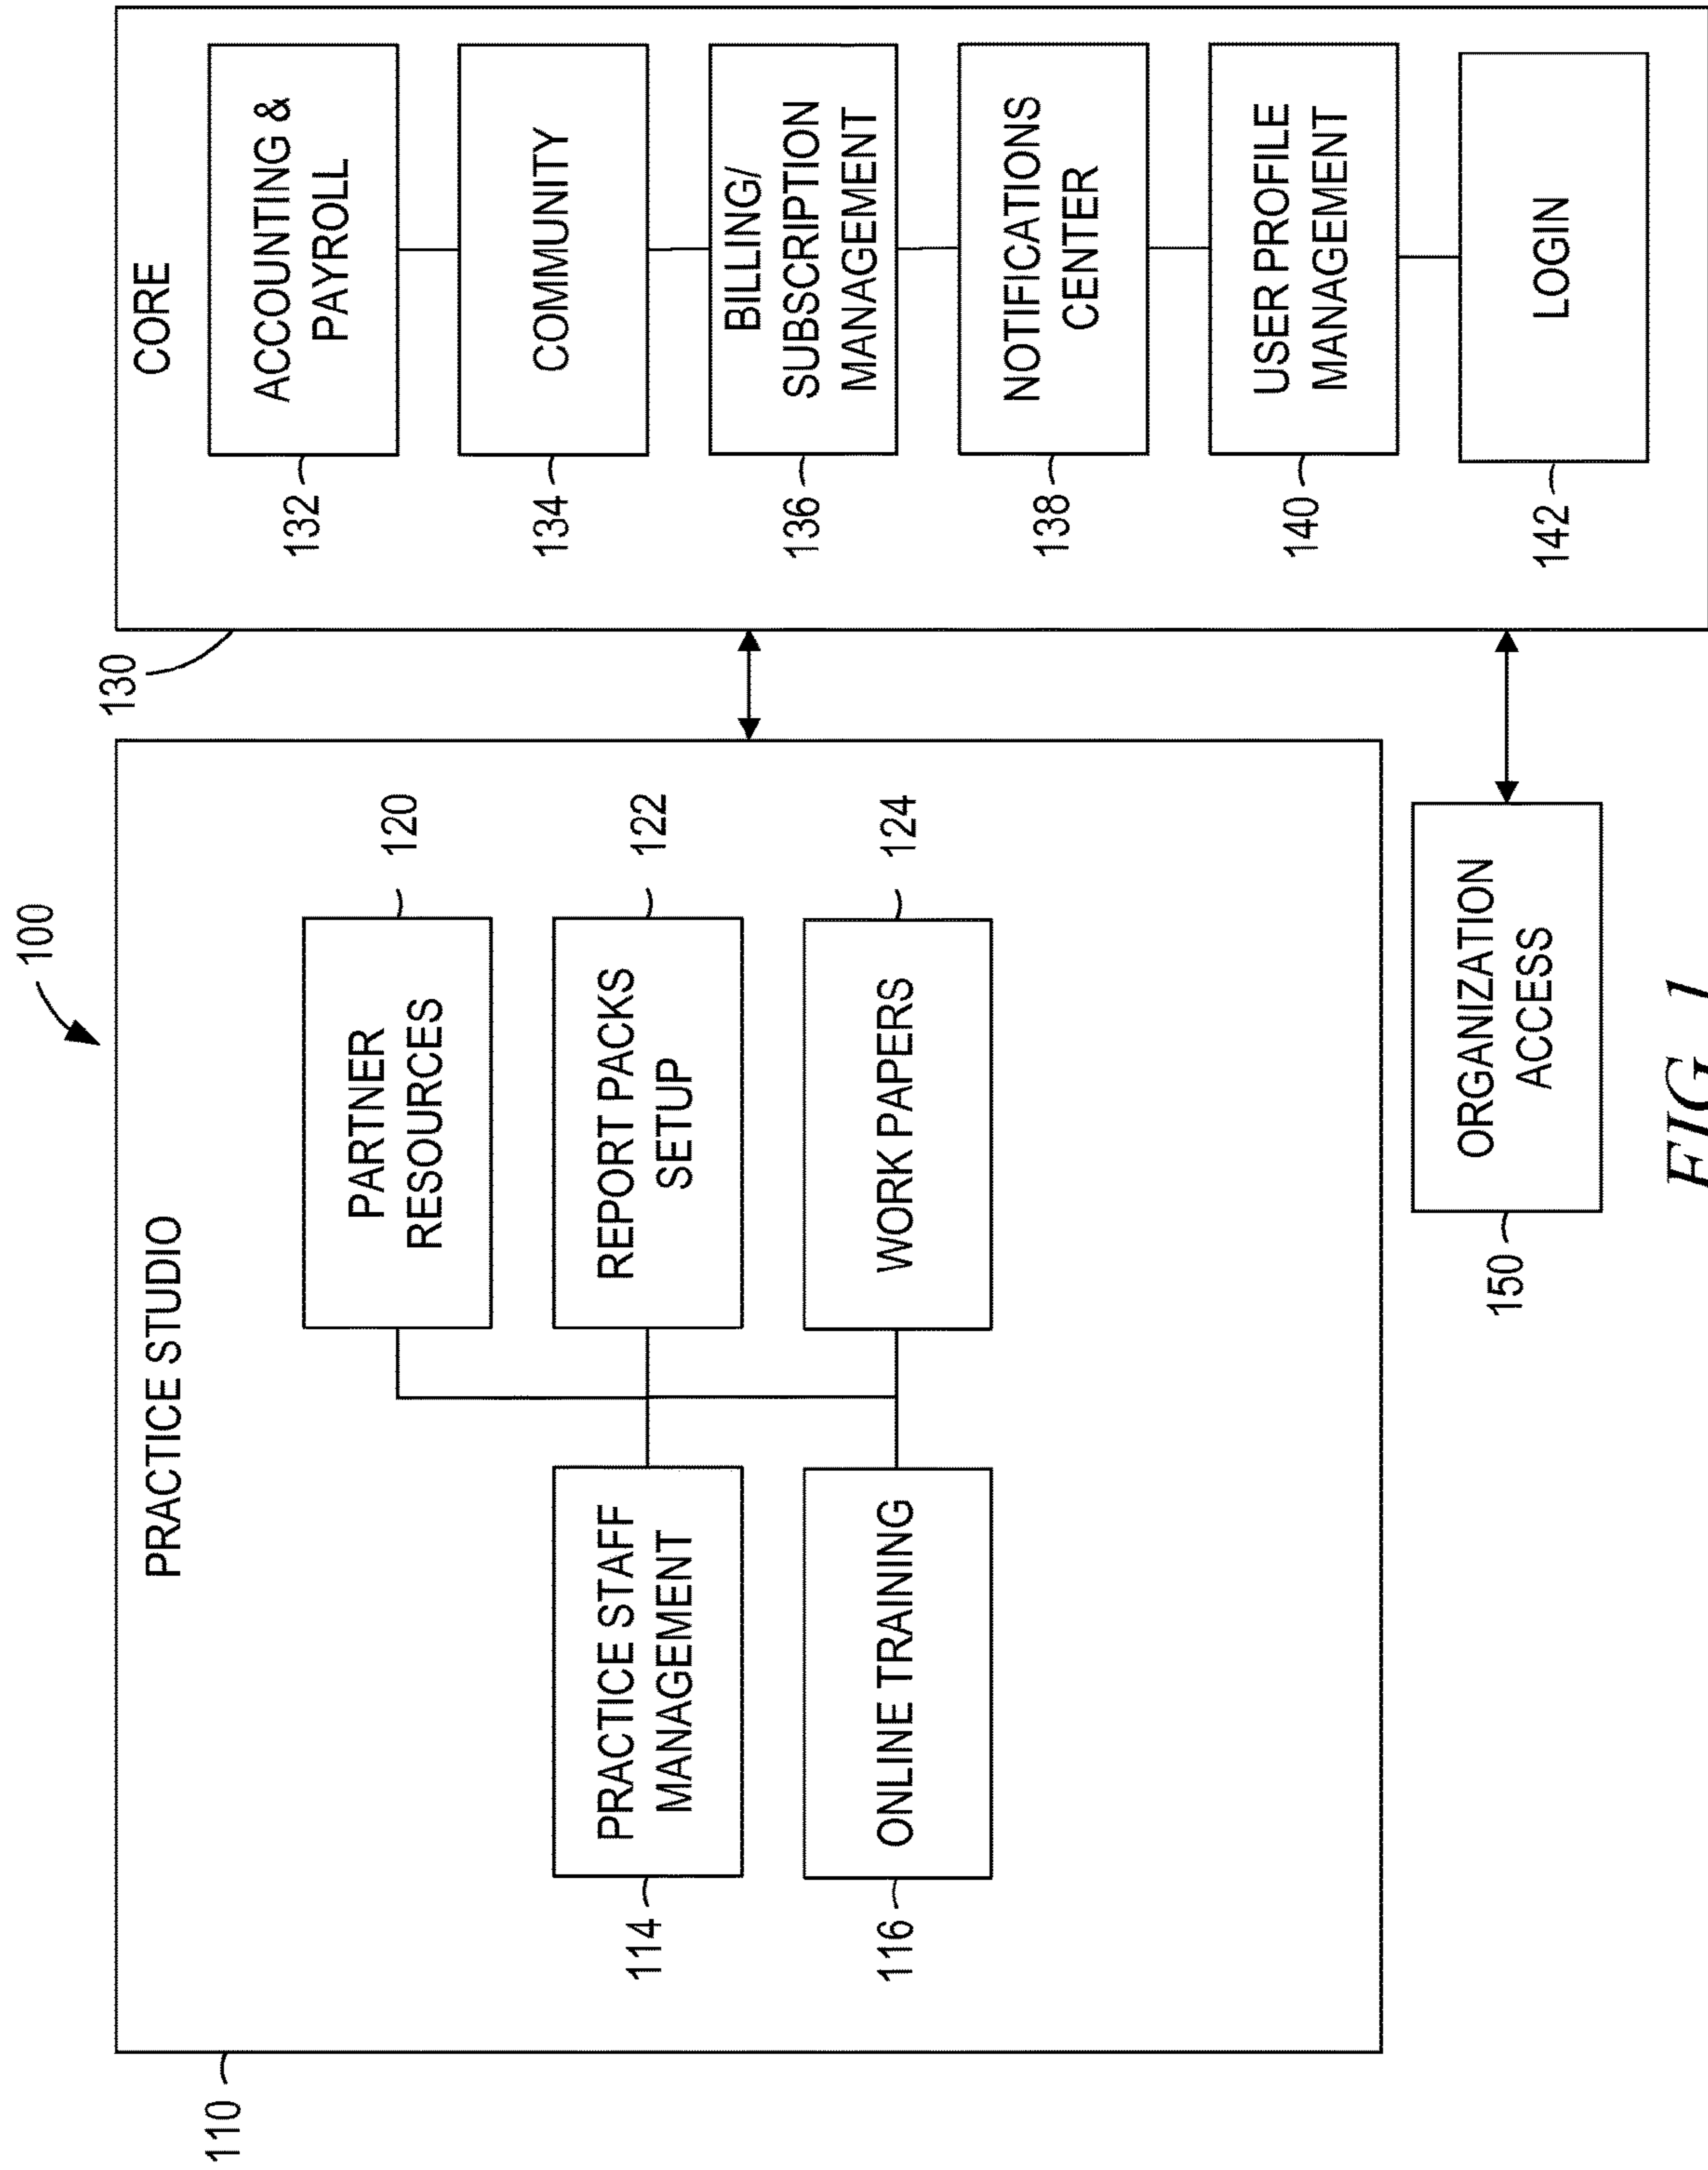 100
110
PRACTICE STUDIO
114
PRACTICE STAFF
MANAGEMENT
116
ONLINE TRAINING
PARTNER
RESOURCES
120
REPORT PACKS
SETUP
122
WORK PAPERS
124
130
CORE
132
ACCOUNTING &
PAYROLL
134
COMMUNITY
136
BILLING/
SUBSCRIPTION
MANAGEMENT
138
NOTIFICATIONS
CENTER
140
USER PROFILE
MANAGEMENT
142
LOGIN
150
ORGANIZATION
ACCESS
FIG. 1